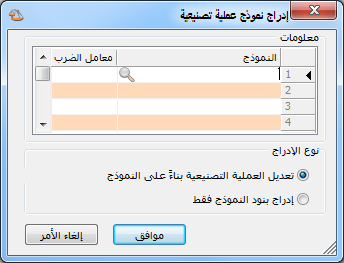 إدراج نموذج عملية تصنيعية
معلومات
النموذج معامل الضرب
1
2
3
4
نوع الإدراج
تعديل العملية التصنيعية بناءً على النموذج
إدراج بنود النموذج فقط
موافق إلغاء الأمر